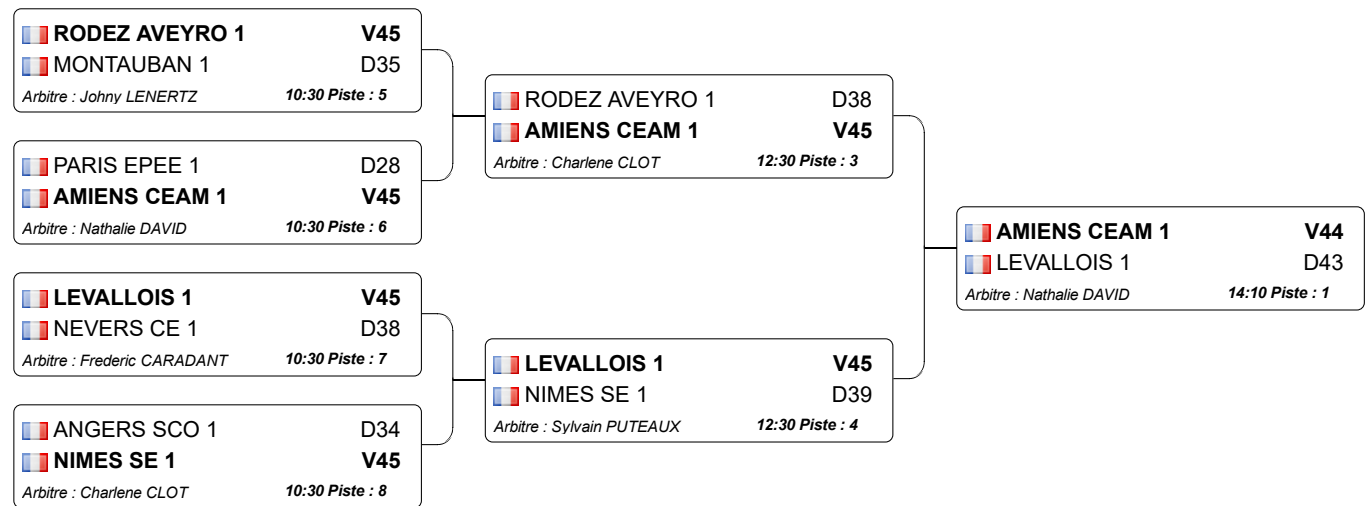 RODEZ AVEYRO 1 V45
MONTAUBAN 1 D35
Arbitre : Johny LENERTZ 10:30 Piste : 5
PARIS EPEE 1 D28
AMIENS CEAM 1 V45
Arbitre : Nathalie DAVID 10:30 Piste : 6
LEVALLOIS 1 V45
NEVERS CE 1 D38
Arbitre : Frederic CARADANT 10:30 Piste : 7
ANGERS SCO 1 D34
NIMES SE 1 V45
Arbitre : Charlene CLOT 10:30 Piste : 8
RODEZ AVEYRO 1 D38
AMIENS CEAM 1 V45
Arbitre : Charlene CLOT 12:30 Piste : 3
LEVALLOIS 1 V45
NIMES SE 1 D39
Arbitre : Sylvain PUTEAUX 12:30 Piste : 4
AMIENS CEAM 1 V44
LEVALLOIS 1 D43
Arbitre : Nathalie DAVID 14:10 Piste : 1